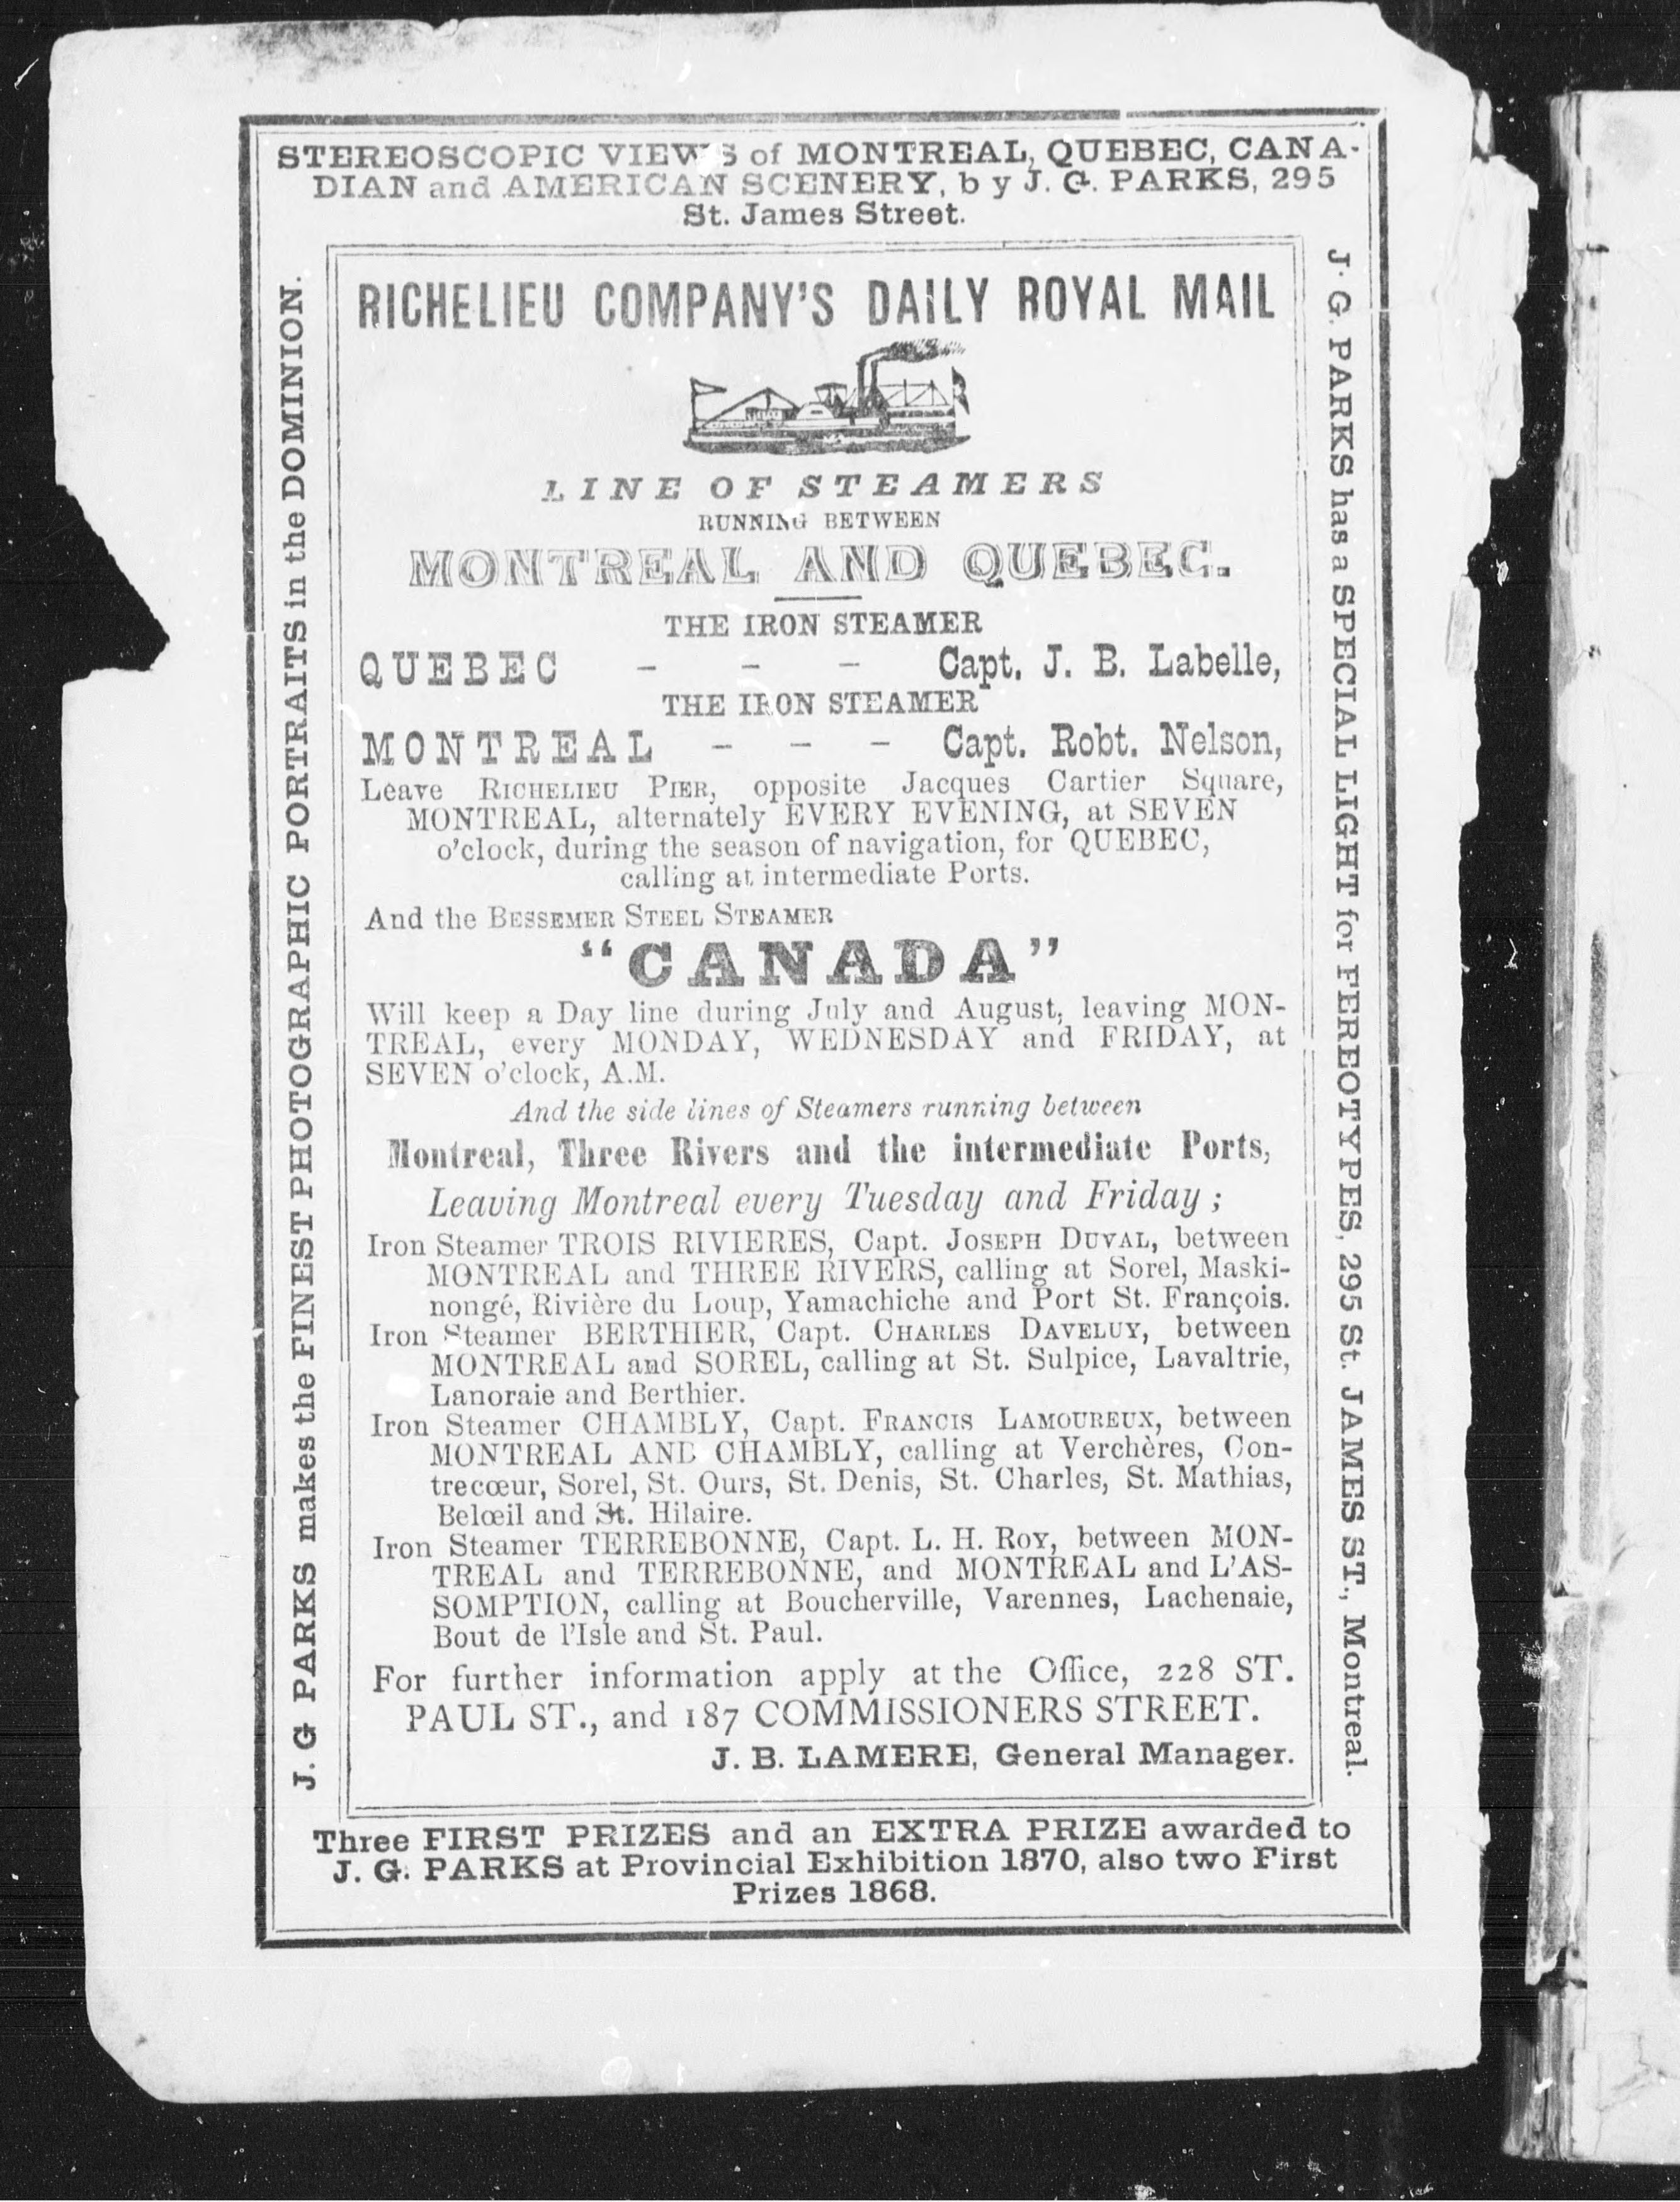 STEREOSCOPIC VIEWS of MONTREAL, QUEBEC, CANA-
DIAN and AMERICAN SCENERY, by J. G. PARKS, 295
St. James Street.
J. G PARKS makes the FINEST PHOTOGRAPHIC PORTRAITS in the DOMINION.
RICHELIEU COMPANY'S DAILY ROYAL MAIL
LINE OF STEAMERS
RUNNING BETWEEN
MONTREAL AND QUEBEC.
THE IRON STEAMER
QUEBEC - - - Capt. J. B. Labelle,
THE IRON STEAMER
MONTREAL - - - Capt. Robt. Nelson,
Leave RICHELIEU PIER, opposite Jacques Cartier Square,
MONTREAL, alternately EVERY EVENING, at SEVEN
o'clock, during the season of navigation, for QUEBEC,
calling at intermediate Ports.
And the BESSEMER STEEL STEAMER
"CANADA"
Will keep a Day line during July and August, leaving MON-
TREAL, every MONDAY, WEDNESDAY and FRIDAY, at
SEVEN o'clock, A.M.
And the side lines of Steamers running between
Montreal, Three Rivers and the intermediate Ports,
Leaving Montreal every Tuesday and Friday;
Iron Steamer TROIS RIVIERES, Capt. JOSEPH DUVAL, between
MONTREAL and THREE RIVERS, calling at Sorel, Maski-
nongé, Rivière du Loup, Yamachiche and Port St. François.
Iron Steamer BERTHIER, Capt. CHARLES DAVELUY, between
MONTREAL and SOREL, calling at St. Sulpice, Lavaltrie,
Lanoraie and Berthier.
Iron Steamer CHAMBLY, Capt. FRANCIS LAMOUREUX, between
MONTREAL AND CHAMBLY, calling at Verchères, Con-
trecœur, Sorel, St. Ours, St. Denis, St. Charles, St. Mathias,
Belœil and St. Hilaire.
Iron Steamer TERREBONNE, Capt. L. H. ROY, between MON-
TREAL and TERREBONNE, and MONTREAL and L'AS-
SOMPTION, calling at Boucherville, Varennes, Lachenaie,
Bout de l'Isle and St. Paul.
For further information apply at the Office, 228 ST.
PAUL ST., and 187 COMMISSIONERS STREET.
J. B. LAMERE, General Manager.
J. G. PARKS has a SPECIAL LIGHT for FEREOTYPES, 295 St. JAMES ST., Montreal.
Three FIRST PRIZES and an EXTRA PRIZE awarded to
J. G. PARKS at Provincial Exhibition 1870, also two First
Prizes 1868.